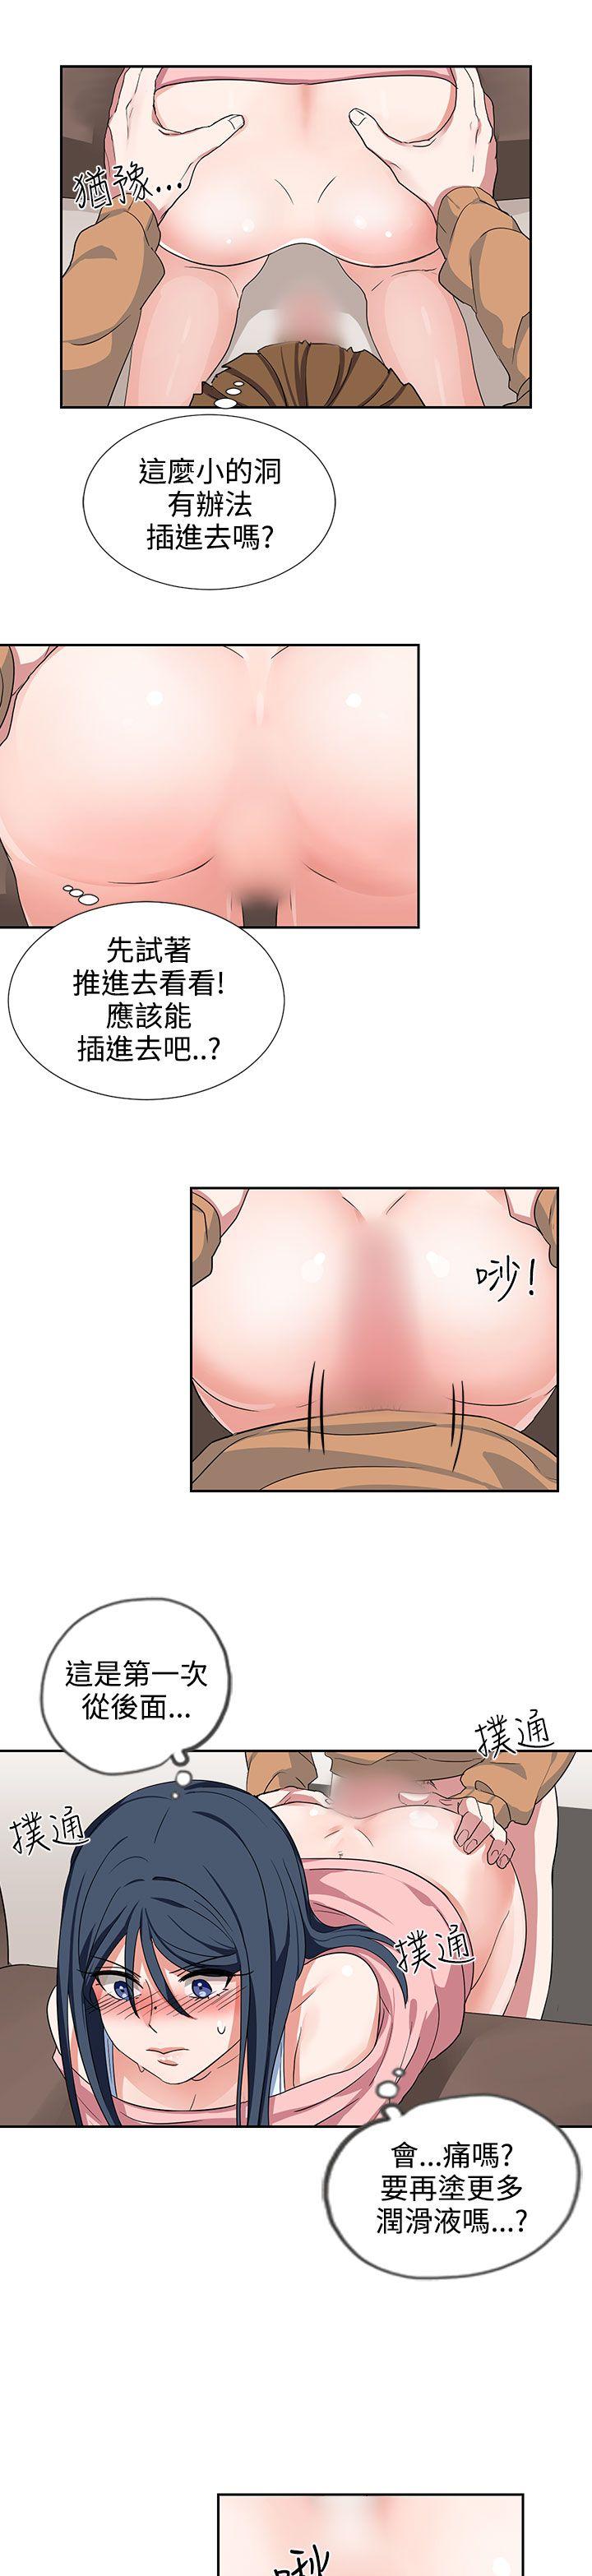 猶豫...
這麼小的洞
有辦法
插進去嗎?
先試著
推進去看看!
應該能
插進去吧..?
唦!
這是第一次
從後面...
撲通
撲通
撲通
會...痛嗎?
要再塗更多
潤滑液嗎...?